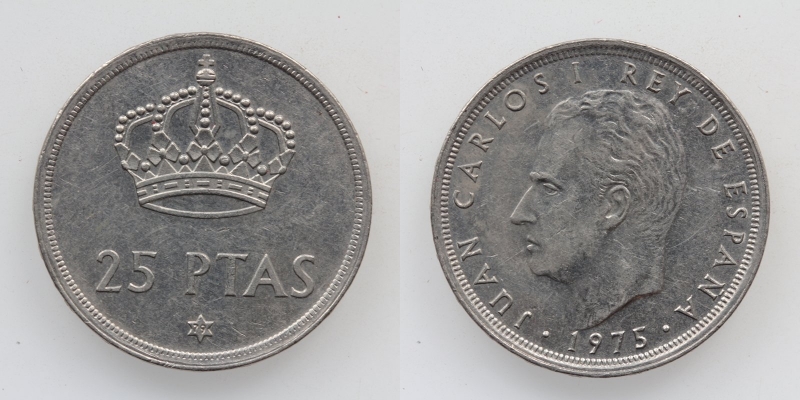 25 PTAS
JUAN CARLOS I REY DE ESPAÑA
· 1975 ·